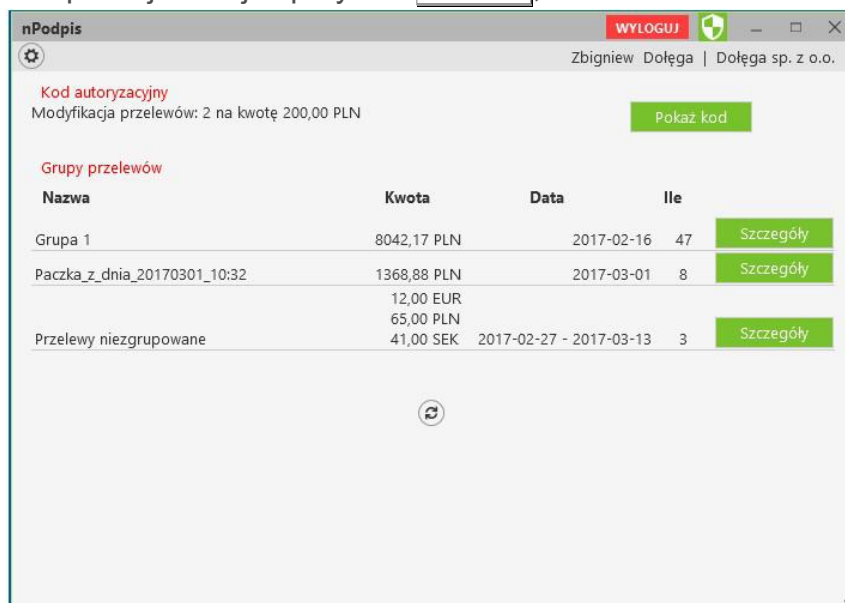 nPodpis WYLOGUJ
Zbigniew Dołęga | Dołęga sp. z o.o.
Kod autoryzacyjny
Modyfikacja przelewów: 2 na kwotę 200,00 PLN
Pokaż kod
Grupy przelewów
Nazwa Kwota Data Ile
Grupa 1 8042,17 PLN 2017-02-16 47 Szczegóły
Paczka_z_dnia_20170301_10:32 1368,88 PLN 2017-03-01 8 Szczegóły
12,00 EUR
65,00 PLN
Przelewy niezgrupowane 41,00 SEK 2017-02-27 - 2017-03-13 3 Szczegóły